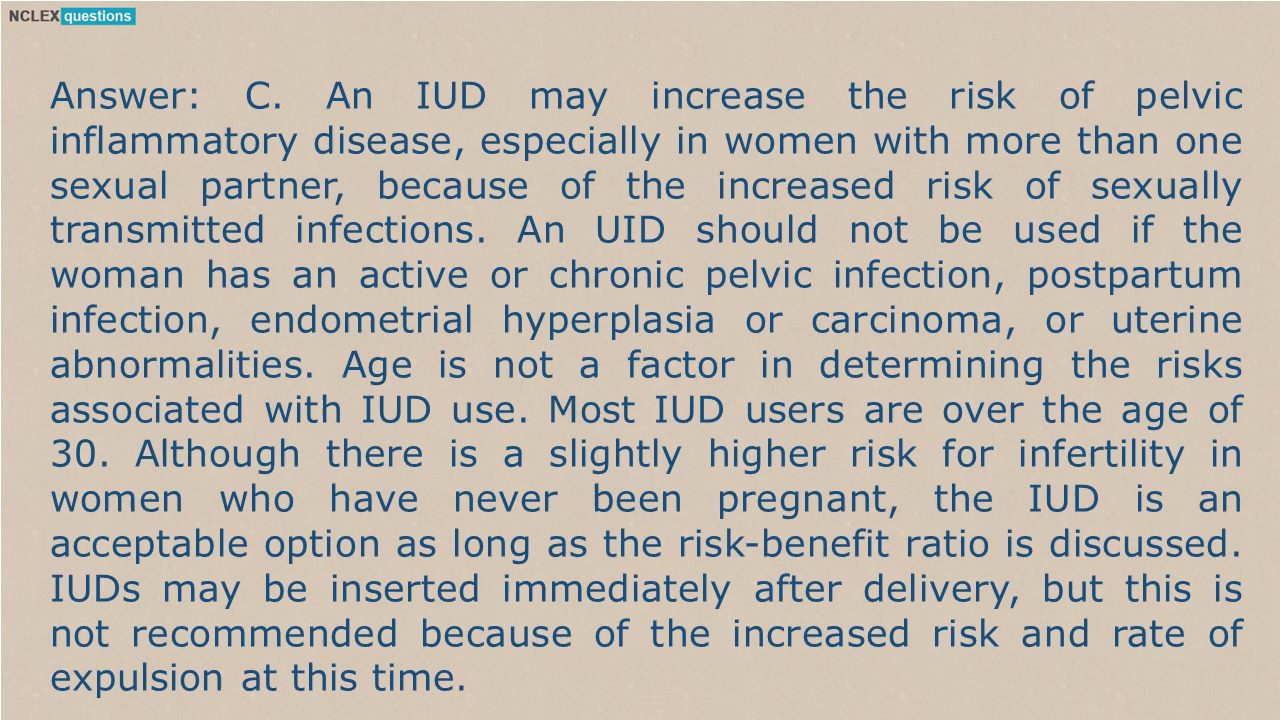 NCLEX questions
Answer: C. An IUD may increase the risk of pelvic
inflammatory disease, especially in women with more than one
sexual partner, because of the increased risk of sexually
transmitted infections. An UID should not be used if the
woman has an active or chronic pelvic infection, postpartum
infection, endometrial hyperplasia or carcinoma, or uterine
abnormalities. Age is not a factor in determining the risks
associated with IUD use. Most IUD users are over the age of
30. Although there is a slightly higher risk for infertility in
women who have never been pregnant, the IUD is an
acceptable option as long as the risk-benefit ratio is discussed.
IUDs may be inserted immediately after delivery, but this is
not recommended because of the increased risk and rate of
expulsion at this time.